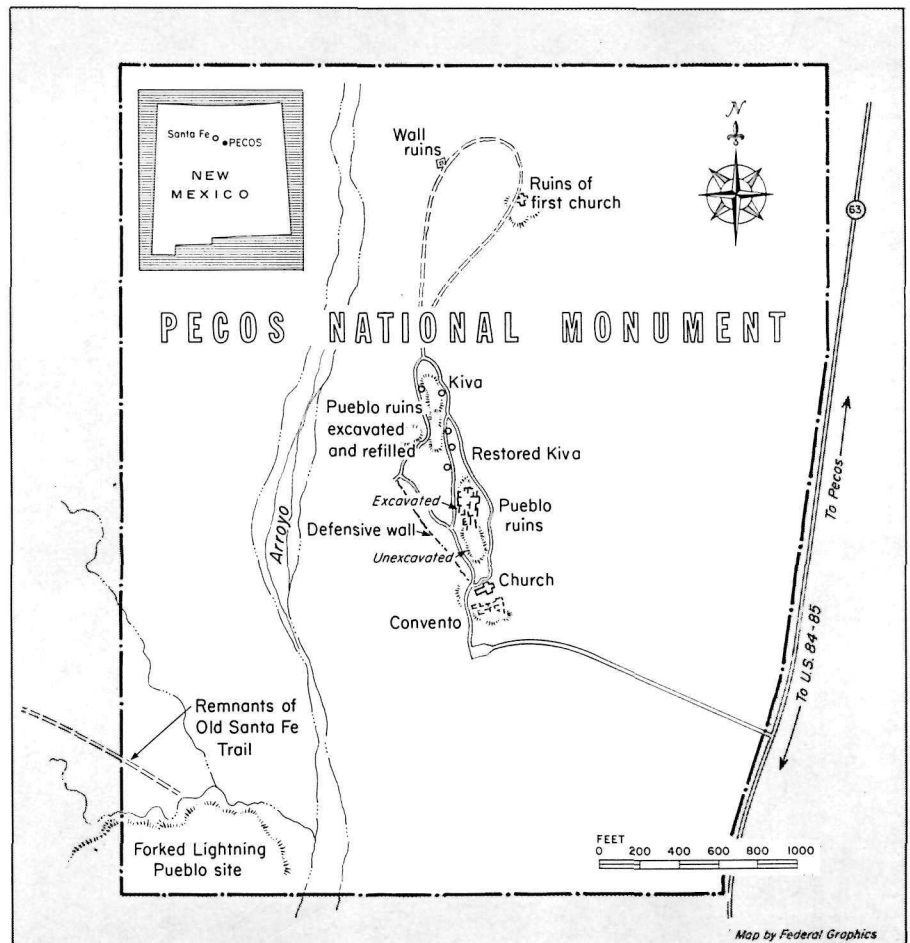 Santa Fe
PECOS
NEW
MEXICO
Wall
ruins
N
Ruins of
first church
63
PECOS NATIONAL MONUMENT
Kiva
Pueblo ruins
excavated
and refilled
Restored Kiva
Excavated
Pueblo
ruins
Arroyo
Defensive wall
Unexcavated
Church
Convento
To Pecos
To U.S. 84-85
Remnants of
Old Santa Fe
Trail
Forked Lightning
Pueblo site
FEET
0 200 400 600 800 1000
Map by Federal Graphics